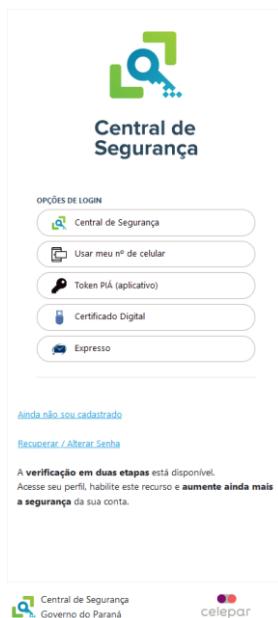 Central de
Segurança
OPÇÕES DE LOGIN
Central de Segurança
Usar meu nº de celular
Token PIÁ (aplicativo)
Certificado Digital
Expresso
Ainda não sou cadastrado
Recuperar / Alterar Senha
A verificação em duas etapas está disponível.
Acesse seu perfil, habilite este recurso e aumente ainda mais
a segurança da sua conta.
Central de Segurança
Governo do Paraná
celepar